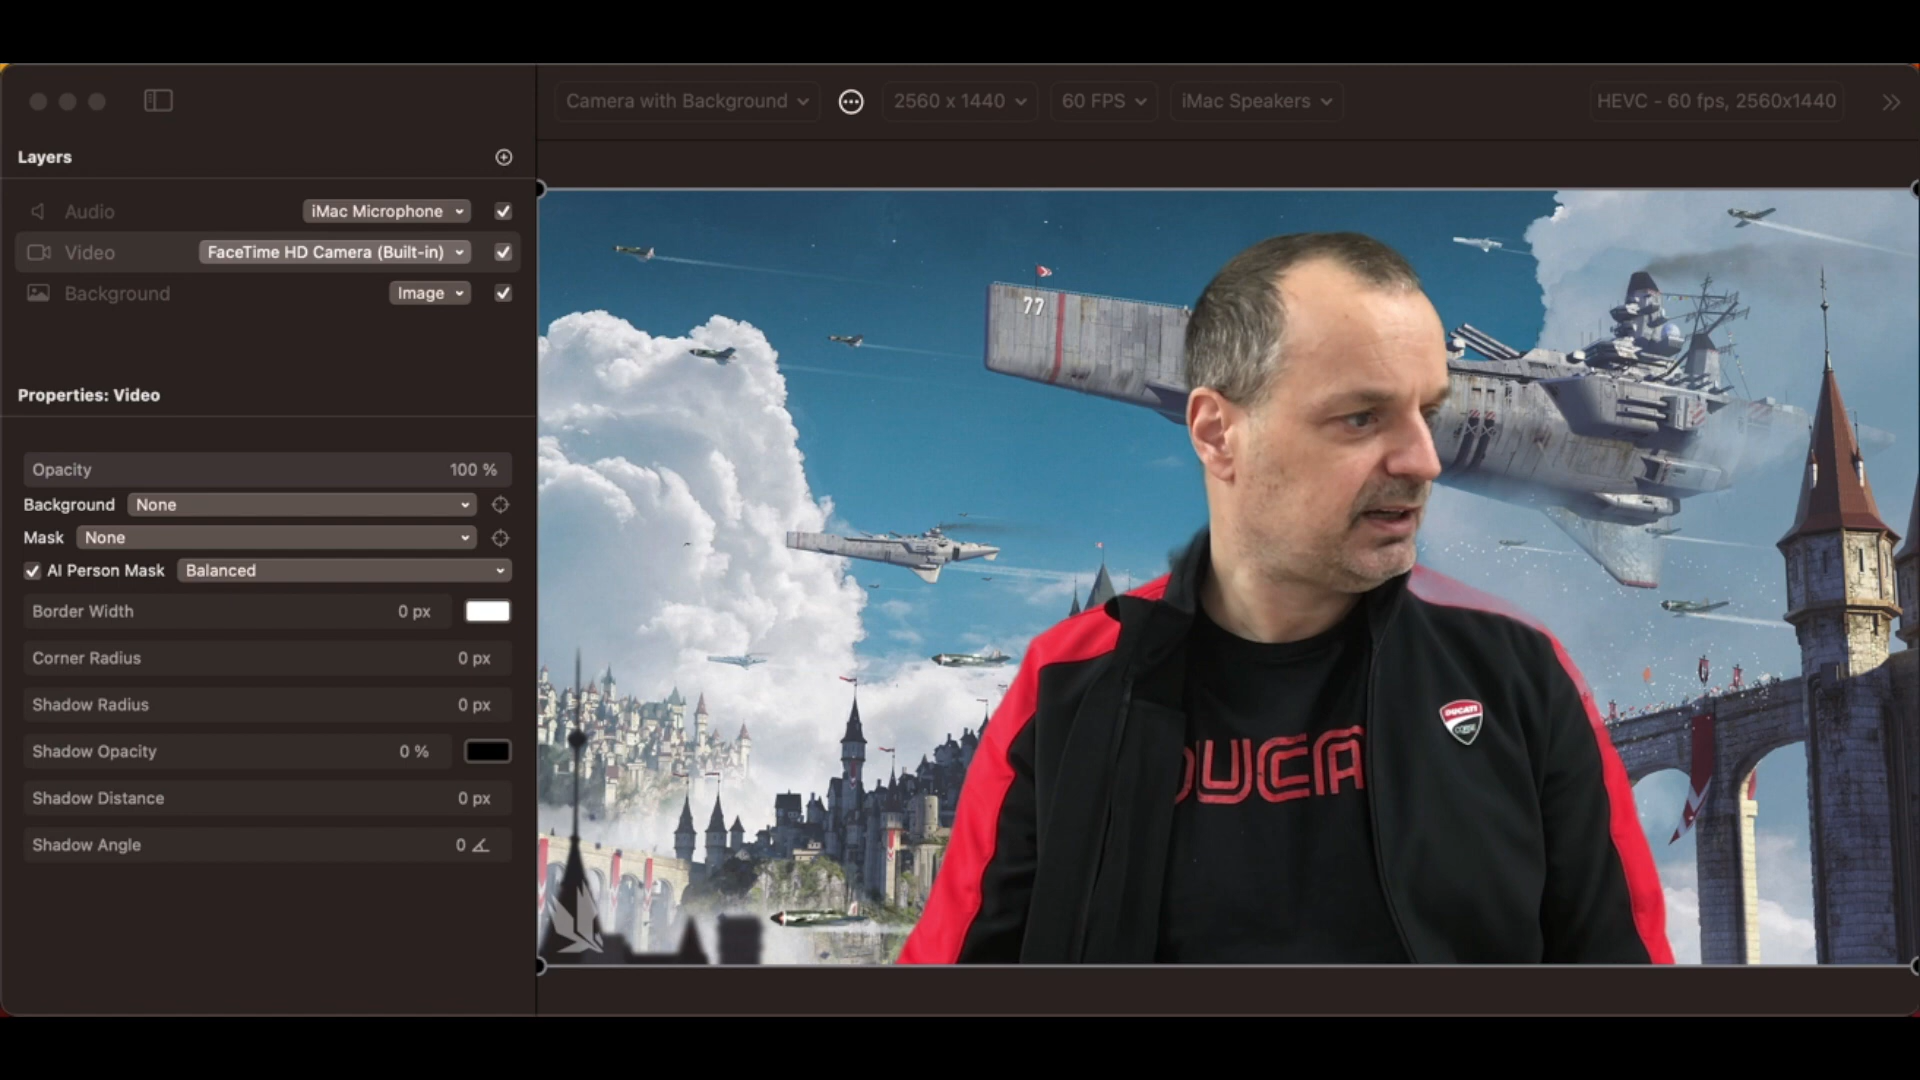 Camera with Background
2560 x 1440
60 FPS
iMac Speakers
HEVC - 60 fps, 2560x1440
Layers
Audio
iMac Microphone
Video
FaceTime HD Camera (Built-in)
Background
Image
Properties: Video
Opacity
100 %
Background
None
Mask
None
AI Person Mask
Balanced
Border Width
0 px
Corner Radius
0 px
Shadow Radius
0 px
Shadow Opacity
0 %
Shadow Distance
0 px
Shadow Angle
0
77
DUCATI
CORSE
DUCA